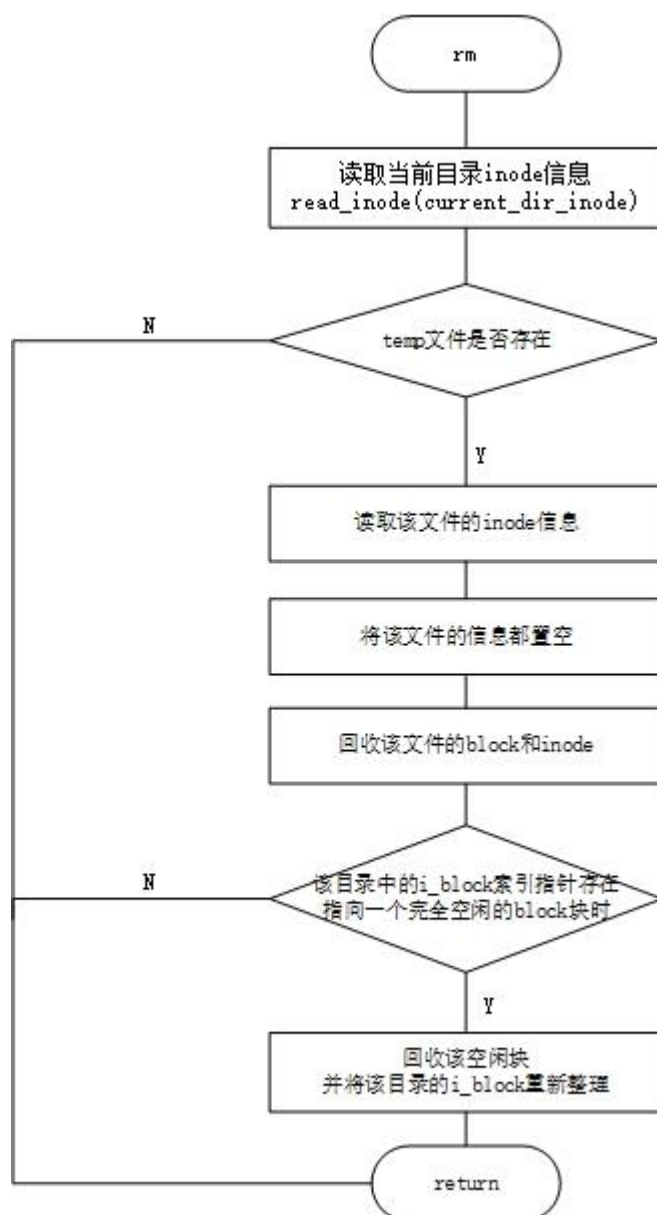 rm
读取当前目录inode信息
read_inode(current_dir_inode)
N
temp文件是否存在
Y
读取该文件的inode信息
将该文件的信息都置空
回收该文件的block和inode
N
该目录中的i_block索引指针存在
指向一个完全空闲的block块时
Y
回收该空闲块
并将该目录的i_block重新整理
return